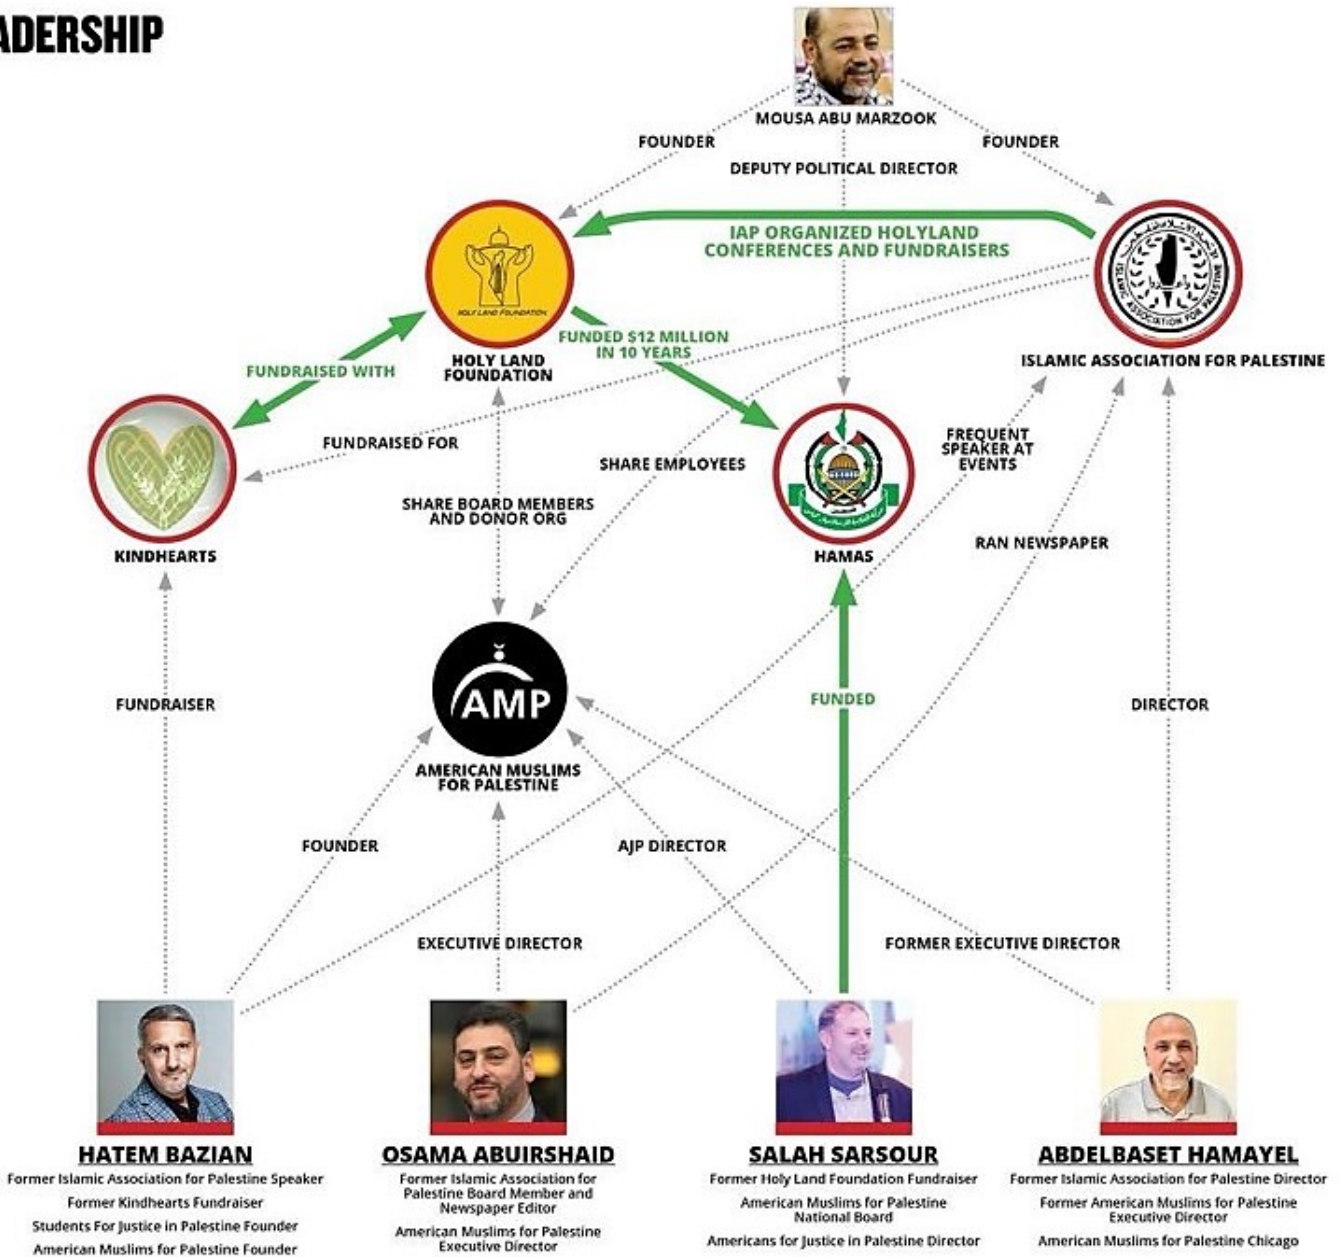 ADERSHIP
MOUSA ABU MARZOOK
FOUNDER
FOUNDER
DEPUTY POLITICAL DIRECTOR
IAP ORGANIZED HOLYLAND
CONFERENCES AND FUNDRAISERS
HOLY LAND FOUNDATION
ISLAMIC ASSOCIATION FOR PALESTINE
FUNDED $12 MILLION
IN 10 YEARS
HOLY LAND
FOUNDATION
ISLAMIC ASSOCIATION FOR PALESTINE
FUNDRAISED WITH
FUNDRAISED FOR
SHARE EMPLOYEES
FREQUENT
SPEAKER AT
EVENTS
SHARE BOARD MEMBERS
AND DONOR ORG
KINDHEARTS
HAMAS
RAN NEWSPAPER
AMP
FUNDRAISER
FUNDED
DIRECTOR
AMERICAN MUSLIMS
FOR PALESTINE
FOUNDER
AJP DIRECTOR
EXECUTIVE DIRECTOR
FORMER EXECUTIVE DIRECTOR
HATEM BAZIAN
Former Islamic Association for Palestine Speaker
Former Kindhearts Fundraiser
Students For Justice in Palestine Founder
American Muslims for Palestine Founder
OSAMA ABUIRSHAID
Former Islamic Association for
Palestine Board Member and
Newspaper Editor
American Muslims for Palestine
Executive Director
SALAH SARSOUR
Former Holy Land Foundation Fundraiser
American Muslims for Palestine
National Board
Americans for Justice in Palestine Director
ABDELBASET HAMAYEL
Former Islamic Association for Palestine Director
Former American Muslims for Palestine
Executive Director
American Muslims for Palestine Chicago